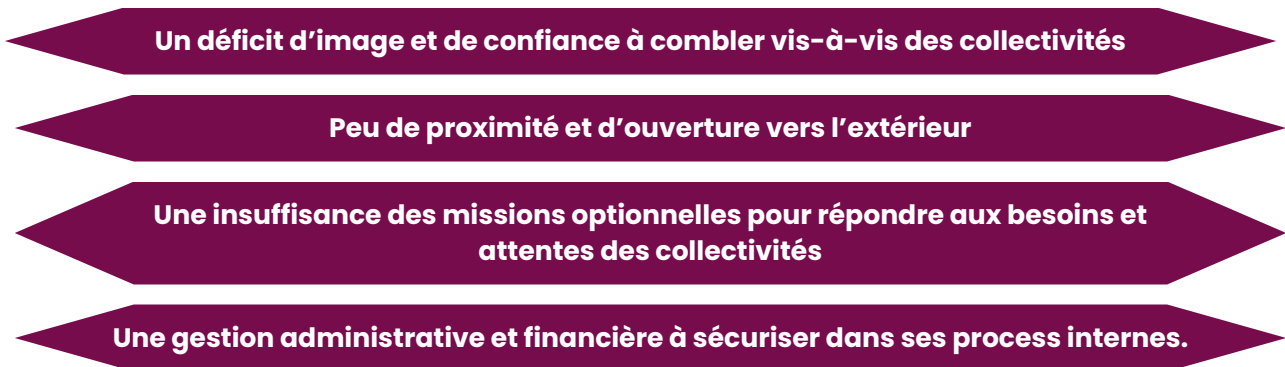 Un déficit d’image et de confiance à combler vis-à-vis des collectivités
Peu de proximité et d’ouverture vers l’extérieur
Une insuffisance des missions optionnelles pour répondre aux besoins et
attentes des collectivités
Une gestion administrative et financière à sécuriser dans ses process internes.